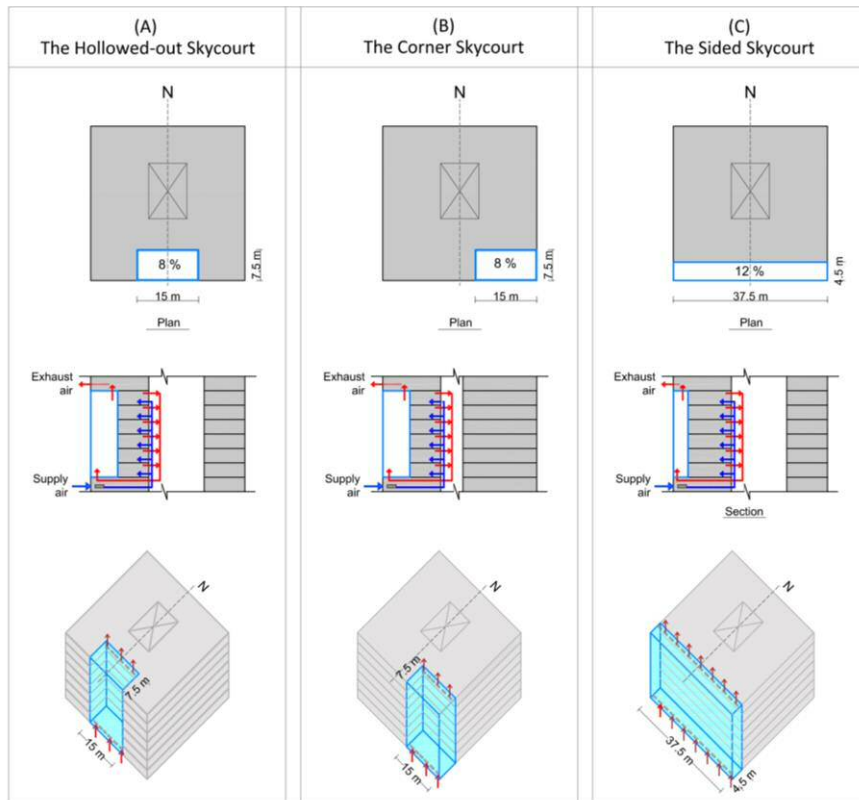 (A)
The Hollowed-out Skycourt
(B)
The Corner Skycourt
(C)
The Sided Skycourt
N
8 %
7.5 m
15 m
Plan
N
8 %
7.5 m
15 m
Plan
N
12 %
4.5 m
37.5 m
Plan
Exhaust
air
Supply
air
Exhaust
air
Supply
air
Exhaust
air
Supply
air
Section
N
7.5 m
15 m
N
7.5 m
15 m
N
37.5 m
4.5 m